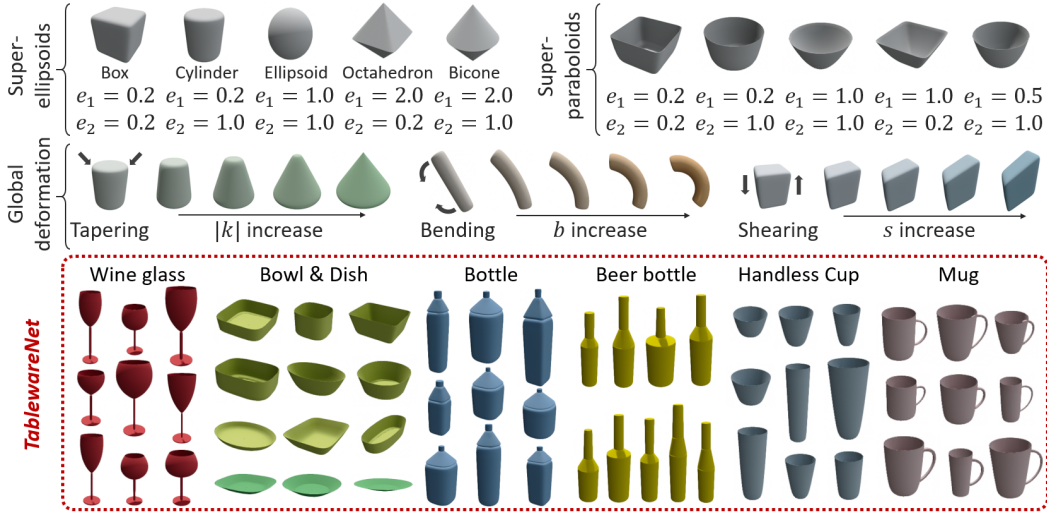 Super-
ellipsoids
Box
Cylinder
Ellipsoid
Octahedron
Bicone
e₁ = 0.2 e₁ = 0.2 e₁ = 1.0 e₁ = 2.0 e₁ = 2.0
e₂ = 0.2 e₂ = 1.0 e₂ = 1.0 e₂ = 0.2 e₂ = 1.0
Super-
paraboloids
e₁ = 0.2 e₁ = 0.2 e₁ = 1.0 e₁ = 1.0 e₁ = 0.5
e₂ = 0.2 e₂ = 1.0 e₂ = 1.0 e₂ = 0.2 e₂ = 1.0
Global
deformation
Tapering
|k| increase
Bending
b increase
Shearing
s increase
TablewareNet
Wine glass
Bowl & Dish
Bottle
Beer bottle
Handless Cup
Mug